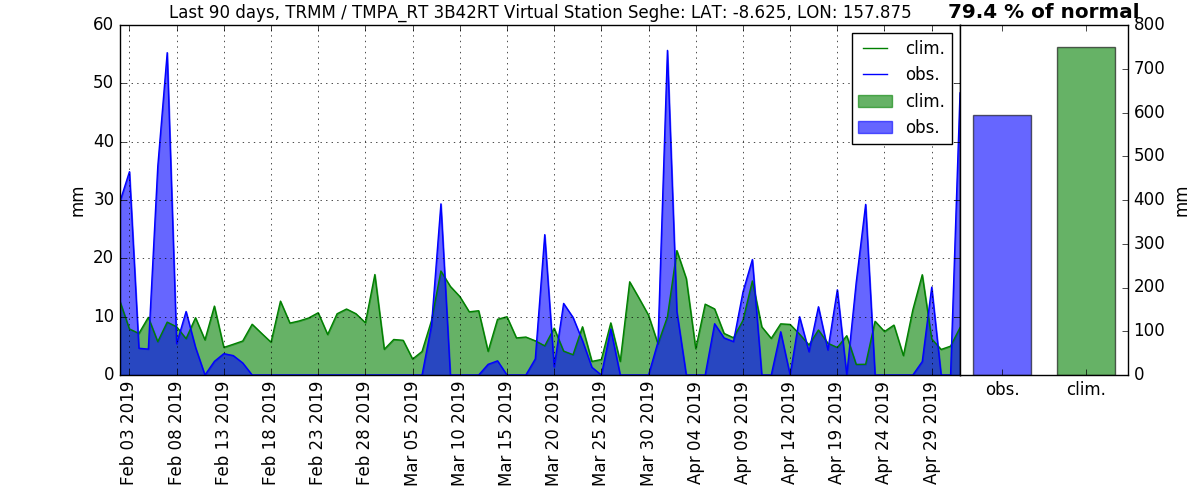 Last 90 days, TRMM / TMPA_RT 3B42RT Virtual Station Seghe: LAT: -8.625, LON: 157.875
79.4 % of normal
60
50
40
30
20
10
0
mm
clim.
obs.
clim.
obs.
800
700
600
500
400
300
200
100
0
mm
Feb 03 2019
Feb 08 2019
Feb 13 2019
Feb 18 2019
Feb 23 2019
Feb 28 2019
Mar 05 2019
Mar 10 2019
Mar 15 2019
Mar 20 2019
Mar 25 2019
Mar 30 2019
Apr 04 2019
Apr 09 2019
Apr 14 2019
Apr 19 2019
Apr 24 2019
Apr 29 2019
obs.
clim.